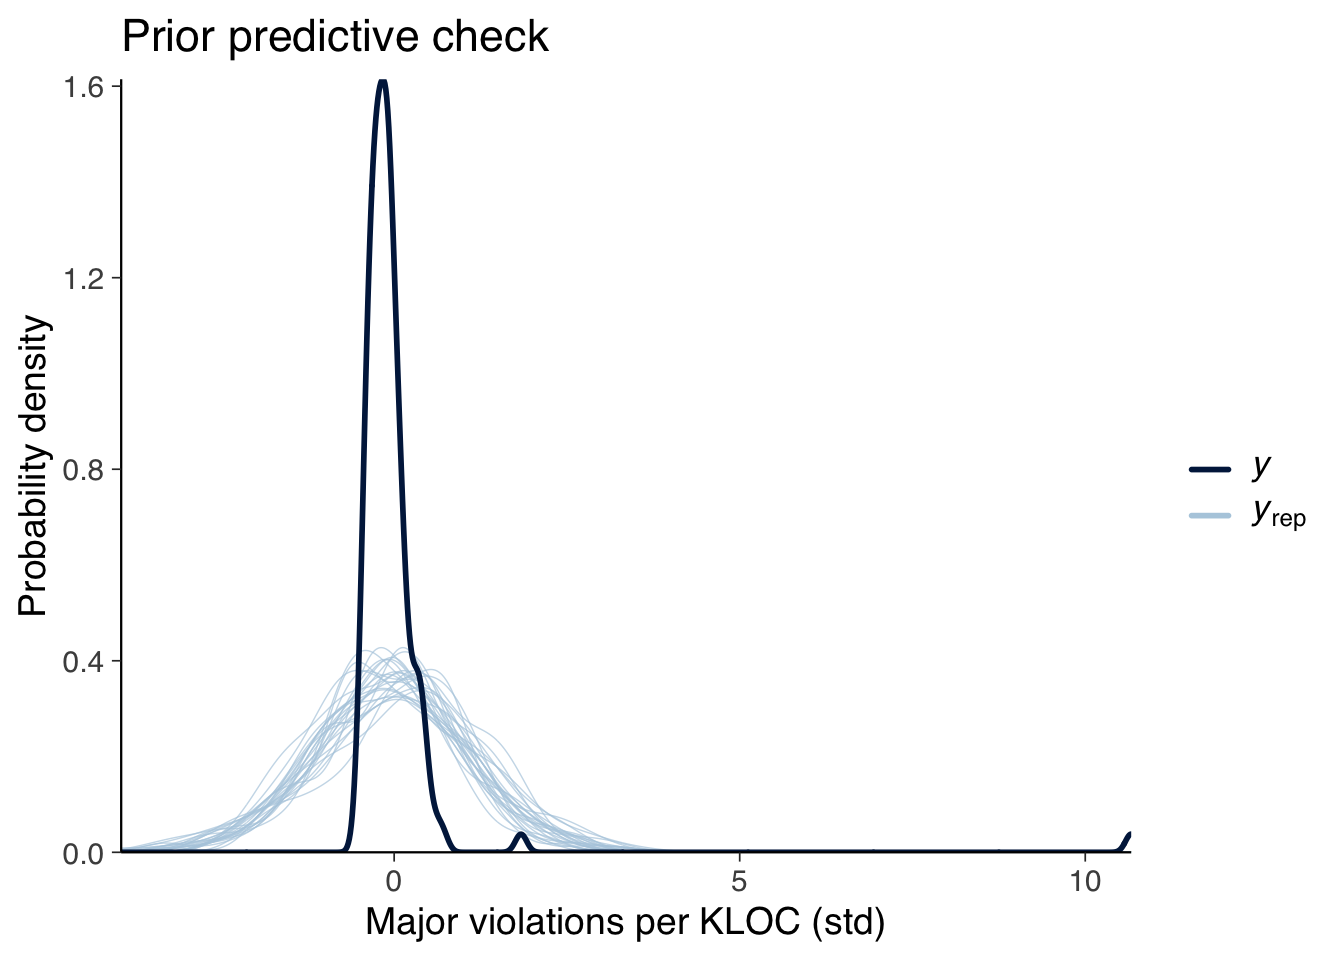 Prior predictive check
1.6
1.2
0.8
0.4
0.0
Probability density
0
5
10
Major violations per KLOC (std)
y
yrep